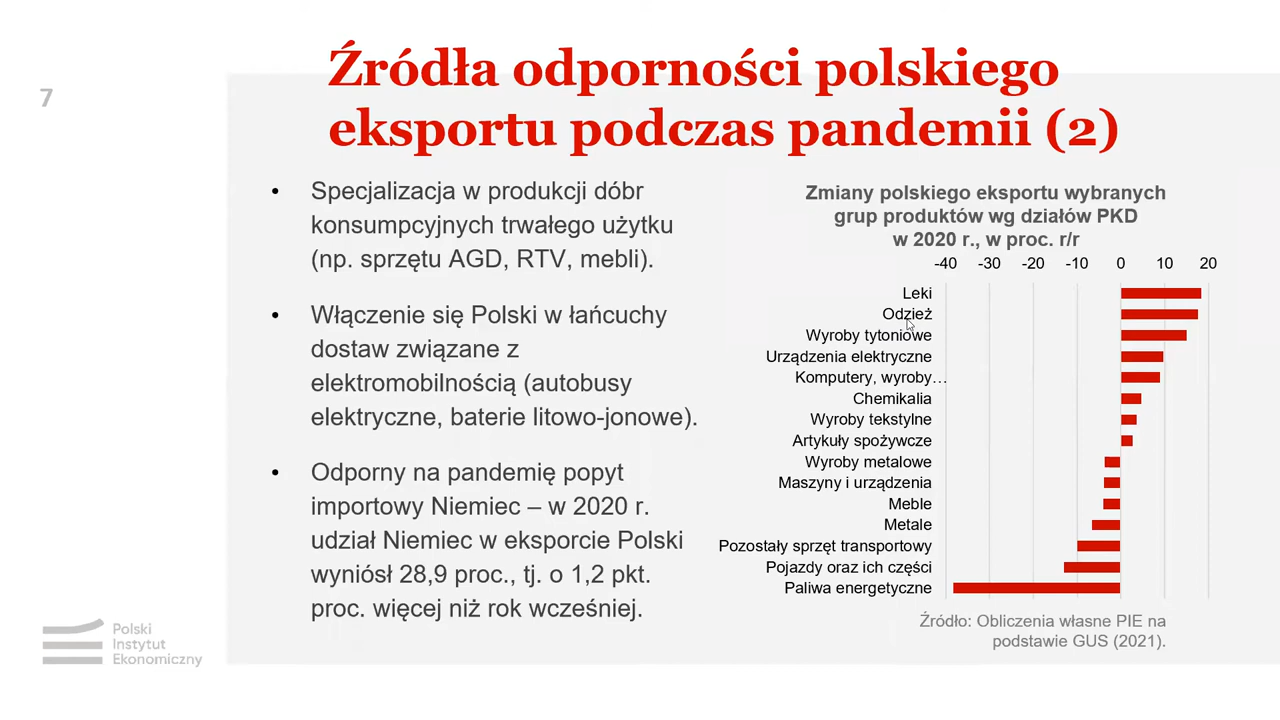 Źródła odporności polskiego
eksportu podczas pandemii (2)
7
• Specjalizacja w produkcji dóbr
konsumpcyjnych trwałego użytku
(np. sprzętu AGD, RTV, mebli).
• Włączenie się Polski w łańcuchy
dostaw związane z
elektromobilnością (autobusy
elektryczne, baterie litowo-jonowe).
• Odporny na pandemię popyt
importowy Niemiec – w 2020 r.
udział Niemiec w eksporcie Polski
wyniósł 28,9 proc., tj. o 1,2 pkt.
proc. więcej niż rok wcześniej.
Zmiany polskiego eksportu wybranych
grup produktów wg działów PKD
w 2020 r., w proc. r/r
-40 -30 -20 -10 0 10 20
Leki
Odzież
Wyroby tytoniowe
Urządzenia elektryczne
Komputery, wyroby…
Chemikalia
Wyroby tekstylne
Artykuły spożywcze
Wyroby metalowe
Maszyny i urządzenia
Meble
Metale
Pozostały sprzęt transportowy
Pojazdy oraz ich części
Paliwa energetyczne
Źródło: Obliczenia własne PIE na
podstawie GUS (2021).
Polski
Instytut
Ekonomiczny